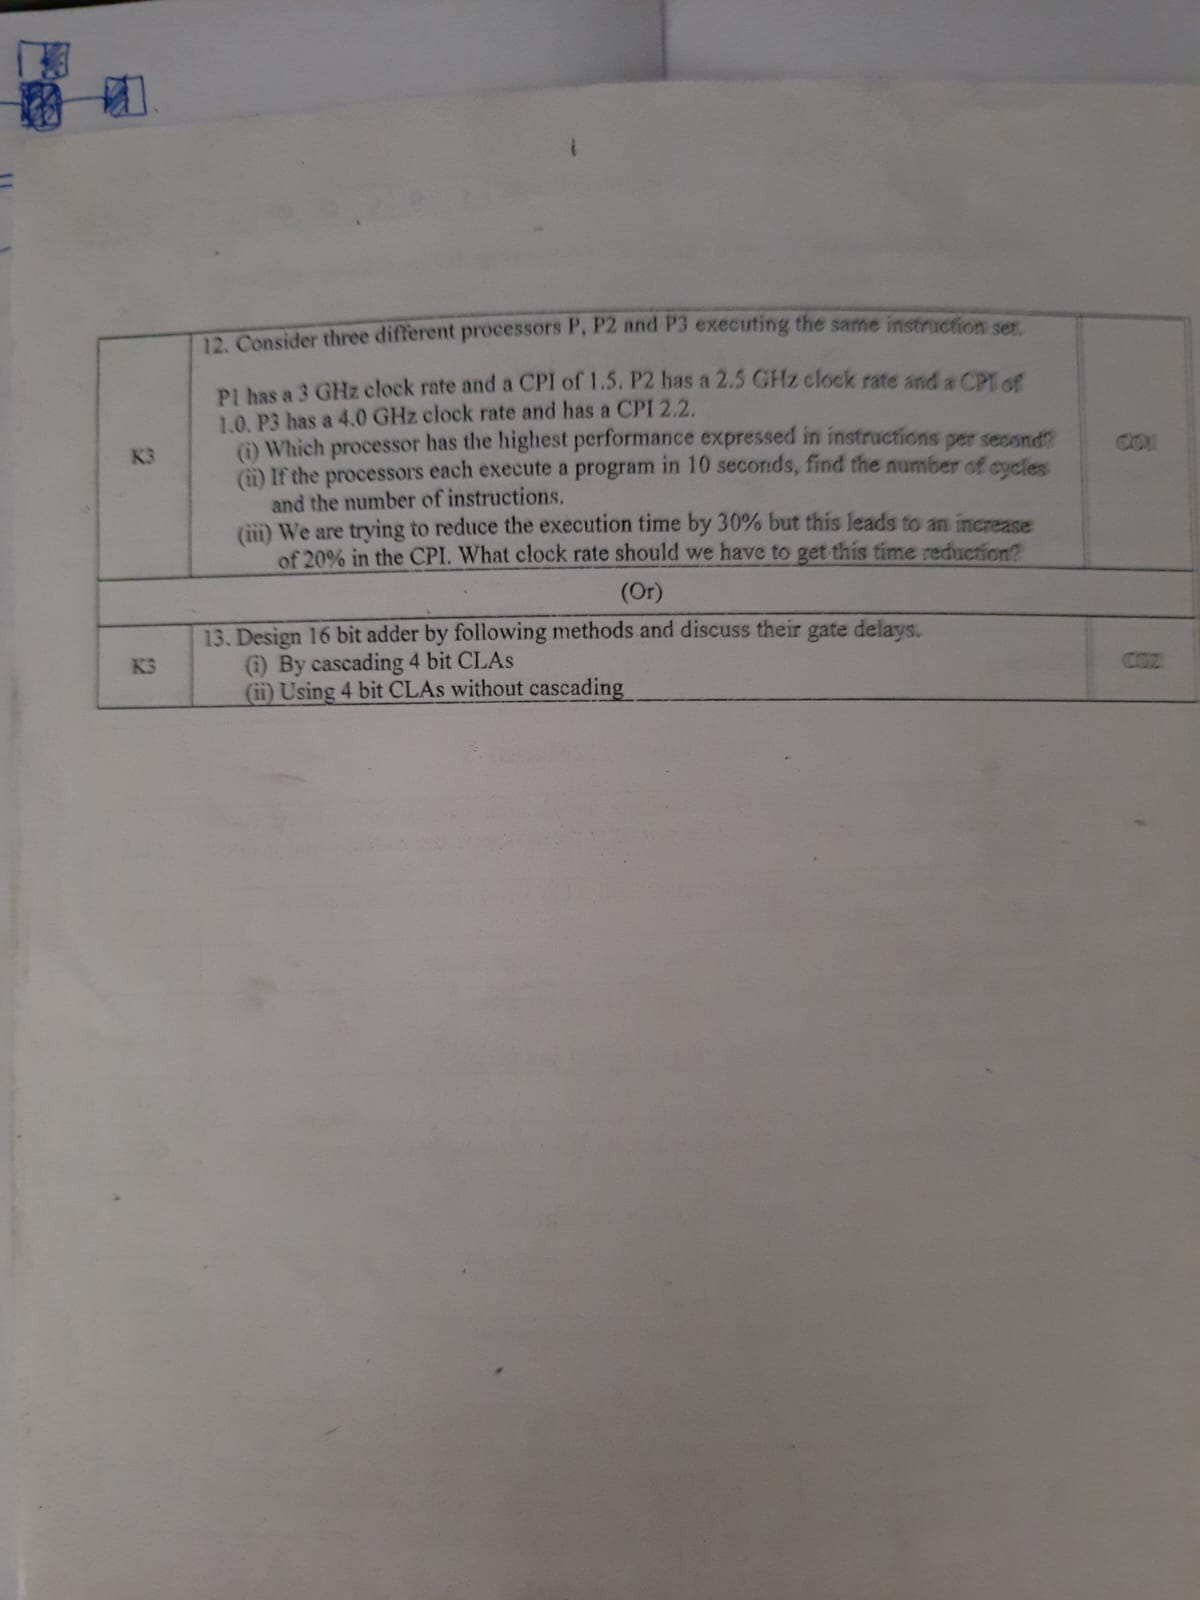 12. Consider three different processors P, P2 and P3 executing the same instruction set.
P1 has a 3 GHz clock rate and a CPI of 1.5. P2 has a 2.5 GHz clock rate and a CPI of
1.0. P3 has a 4.0 GHz clock rate and has a CPI 2.2.
(i) Which processor has the highest performance expressed in instructions per second?
K3
CO1
(ii) If the processors each execute a program in 10 seconds, find the number of cycles
and the number of instructions.
(iii) We are trying to reduce the execution time by 30% but this leads to an increase
of 20% in the CPI. What clock rate should we have to get this time reduction?
(Or)
13. Design 16 bit adder by following methods and discuss their gate delays.
K3
(i) By cascading 4 bit CLAs
CO2
(ii) Using 4 bit CLAs without cascading